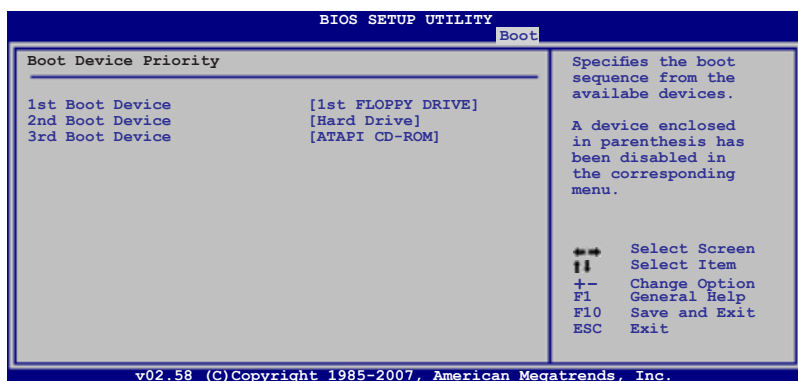 BIOS SETUP UTILITY
Boot
Boot Device Priority
1st Boot Device [1st FLOPPY DRIVE]
2nd Boot Device [Hard Drive]
3rd Boot Device [ATAPI CD-ROM]
Specifies the boot
sequence from the
availabe devices.
A device enclosed
in parenthesis has
been disabled in
the corresponding
menu.
←→ Select Screen
↑↓ Select Item
+- Change Option
F1 General Help
F10 Save and Exit
ESC Exit
v02.58 (C)Copyright 1985-2007, American Megatrends, Inc.